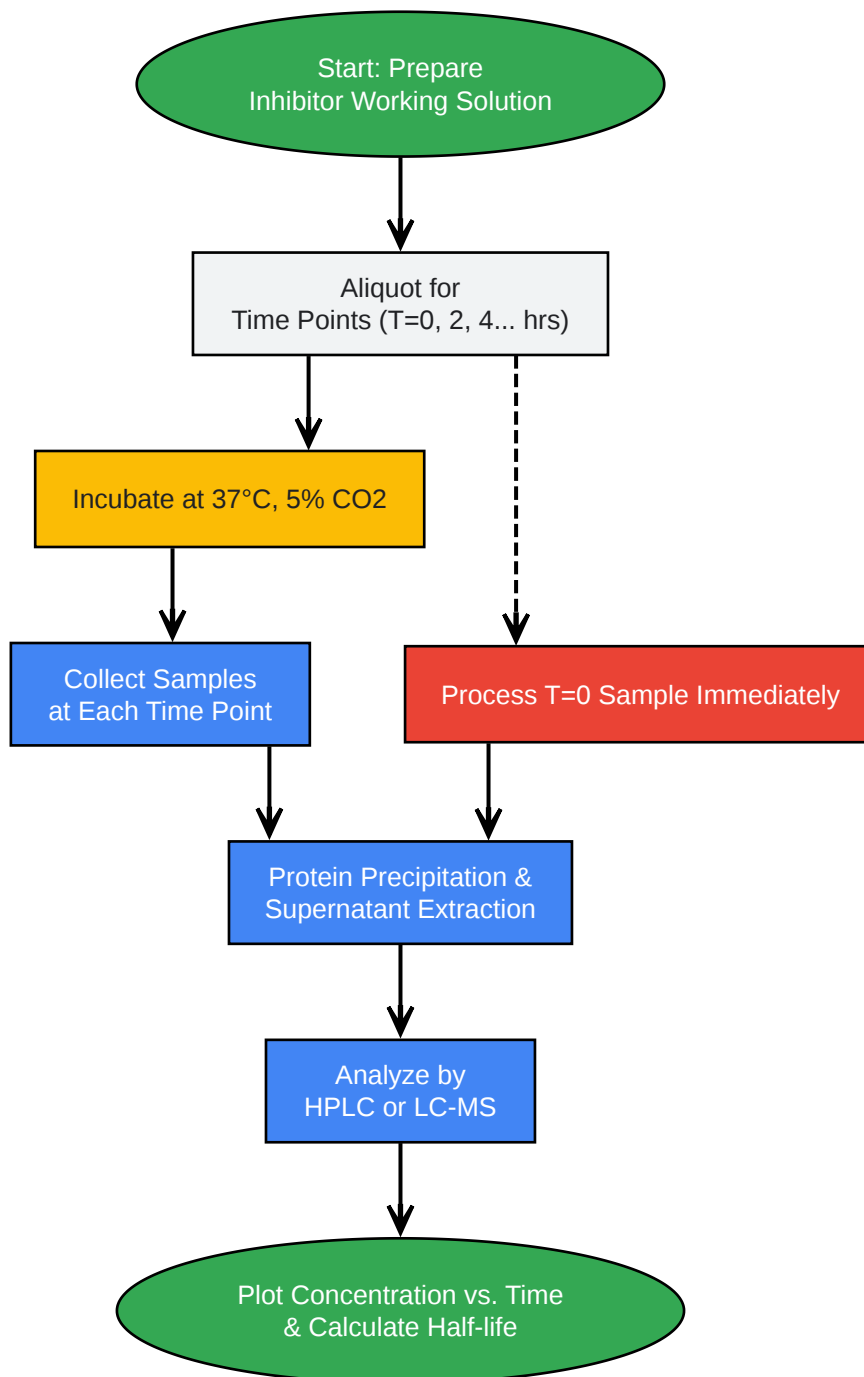 Start: Prepare
Inhibitor Working Solution
Aliquot for
Time Points (T=0, 2, 4... hrs)
Incubate at 37°C, 5% CO2
Collect Samples
at Each Time Point
Process T=0 Sample Immediately
Protein Precipitation &
Supernatant Extraction
Analyze by
HPLC or LC-MS
Plot Concentration vs. Time
& Calculate Half-life